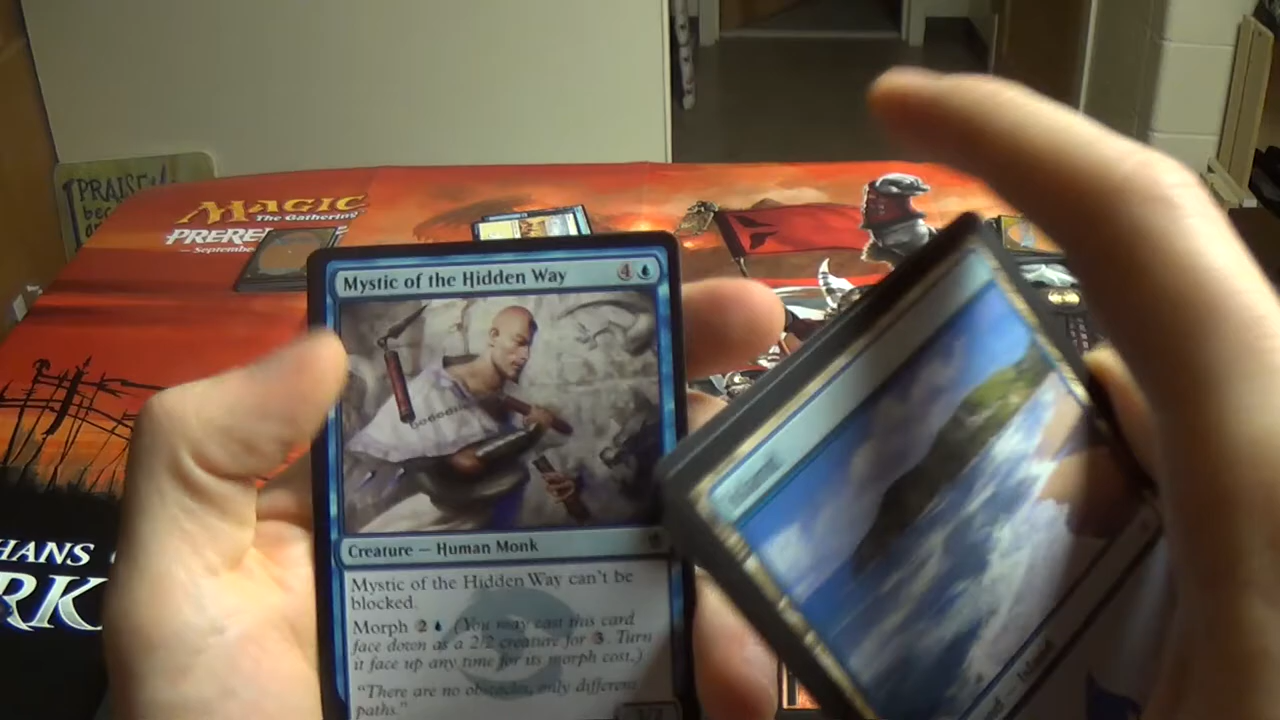 PRAISE
bec
MAGIC
The Gathering
PRERE
— Septembe
HANS
RK
Mystic of the Hidden Way 4
Creature — Human Monk
Mystic of the Hidden Way can't be
blocked.
Morph 2 (You may cast this card
face down as a 2/2 creature for 3. Turn
it face up any time for its morph cost.)
"There are no obstacles, only different
paths."
— Island